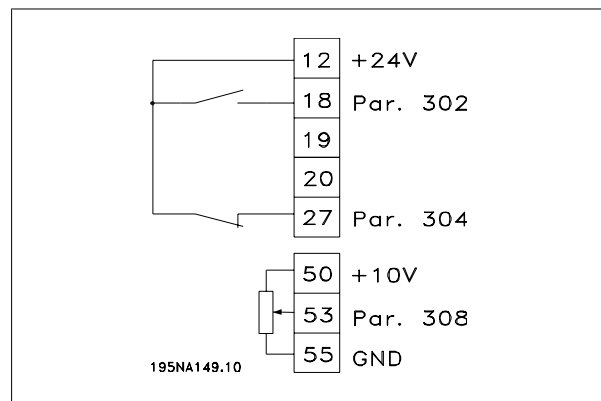 12 +24V
18 Par. 302
19
20
27 Par. 304
50 +10V
53 Par. 308
55 GND
195NA149.10